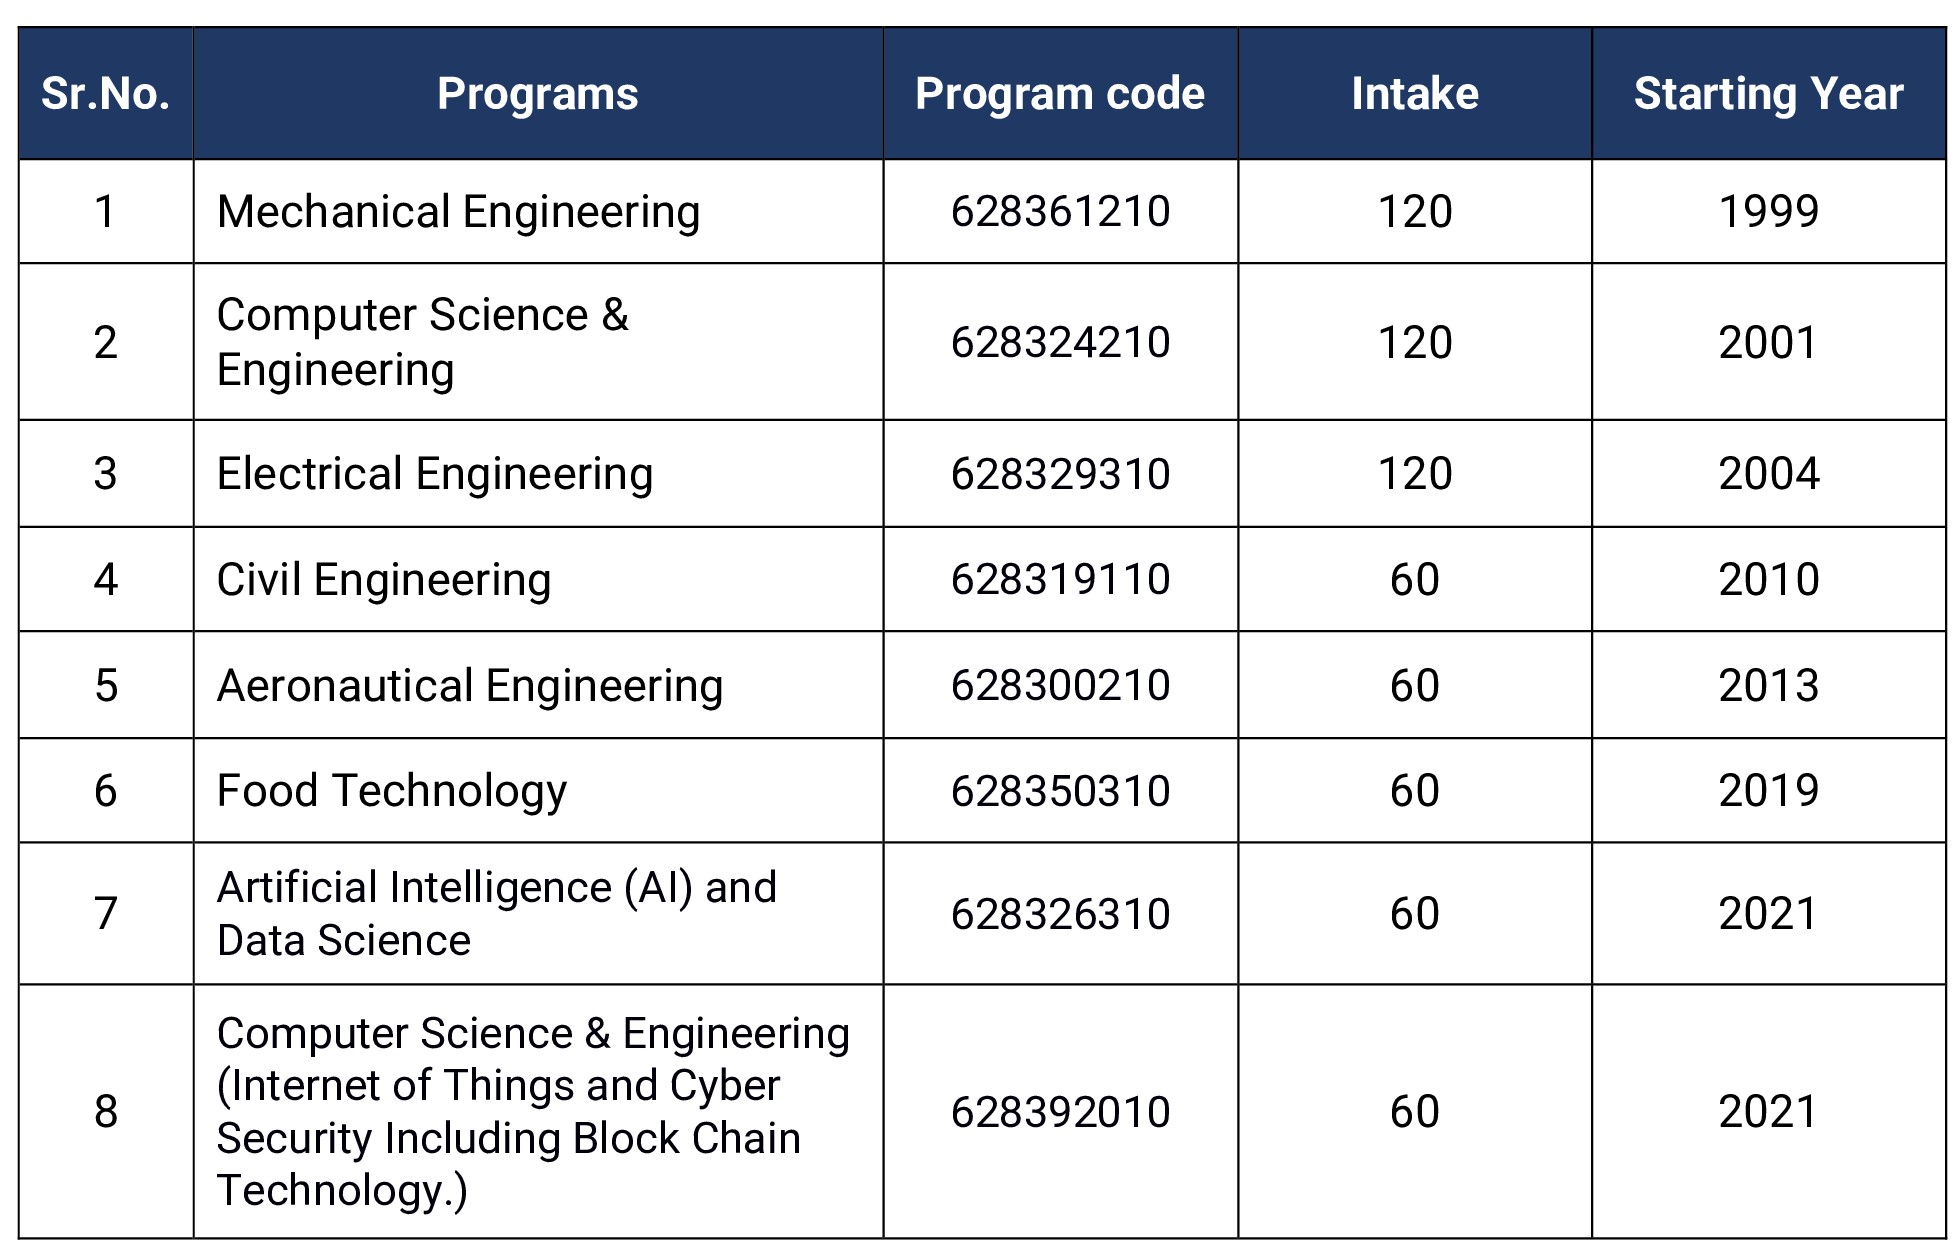 Sr.No. Programs Program code Intake Starting Year
1 Mechanical Engineering 628361210 120 1999
Computer Science &
2 628324210 120 2001
Engineering
3 Electrical Engineering 628329310 120 2004
4 Civil Engineering 628319110 60 2010
5 Aeronautical Engineering 628300210 60 2013
6 Food Technology 628350310 60 2019
Artificial Intelligence (AI) and
7 628326310 60 2021
Data Science
Computer Science & Engineering
(Internet of Things and Cyber
8 628392010 60 2021
Security Including Block Chain
Technology.)